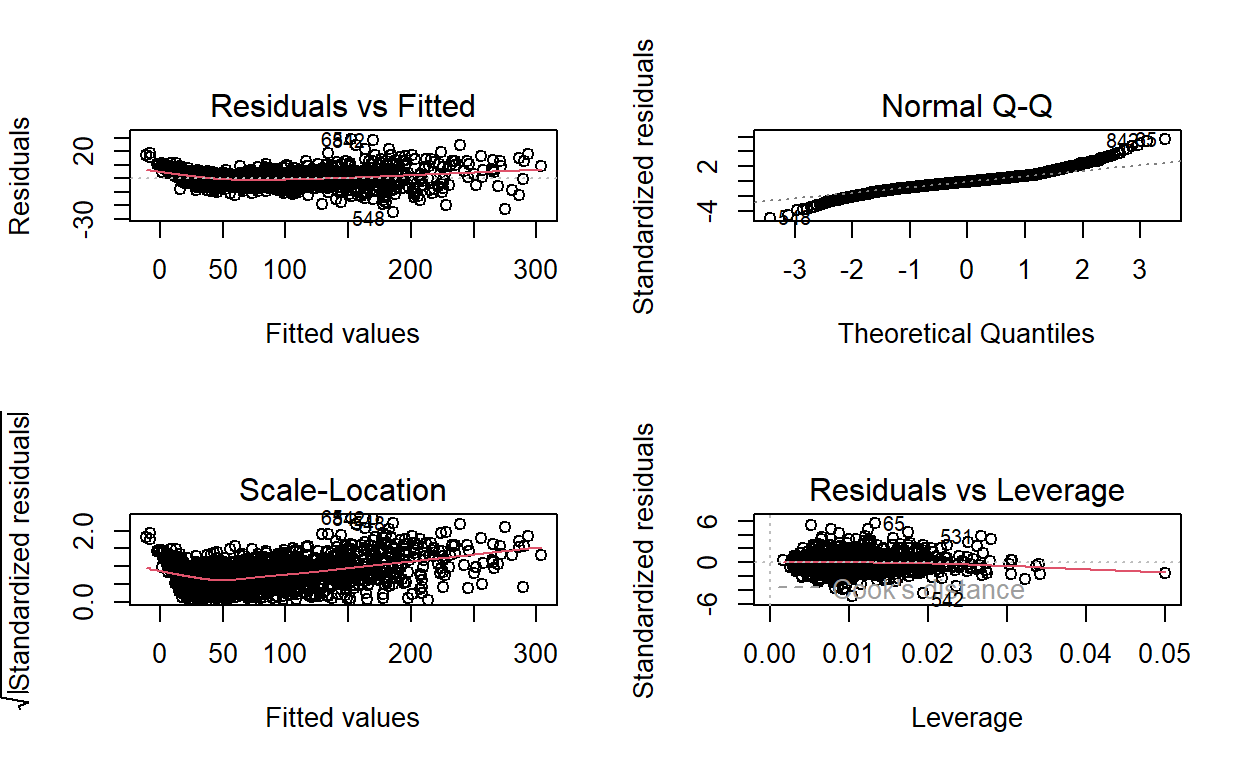 Residuals vs Fitted
Residuals
20
-30
548
0 50 100 200 300
Fitted values
Normal Q-Q
Standardized residuals
2
-4
548
-3 -2 -1 0 1 2 3
Theoretical Quantiles
Scale-Location
√|Standardized residuals|
2.0
0.0
0 50 100 200 300
Fitted values
Residuals vs Leverage
Standardized residuals
6
0
-6
65
531
Cook's distance
542
0.00 0.01 0.02 0.03 0.04 0.05
Leverage